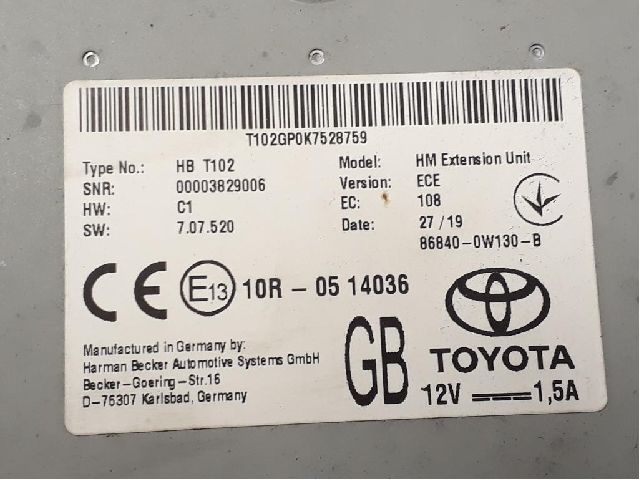 T102GP0K7528759
Type No.: HB T102 Model: HM Extension Unit
SNR: 00003829006 Version: ECE
HW: C1 EC: 108
SW: 7.07.520 Date: 27/19
86840-0W130-B
CE E13 10R - 05 14036
Manufactured in Germany by:
Harman Becker Automotive Systems GmbH
Becker-Goering-Str.16
D-76307 Karlsbad, Germany
GB
TOYOTA
12V 1,5A